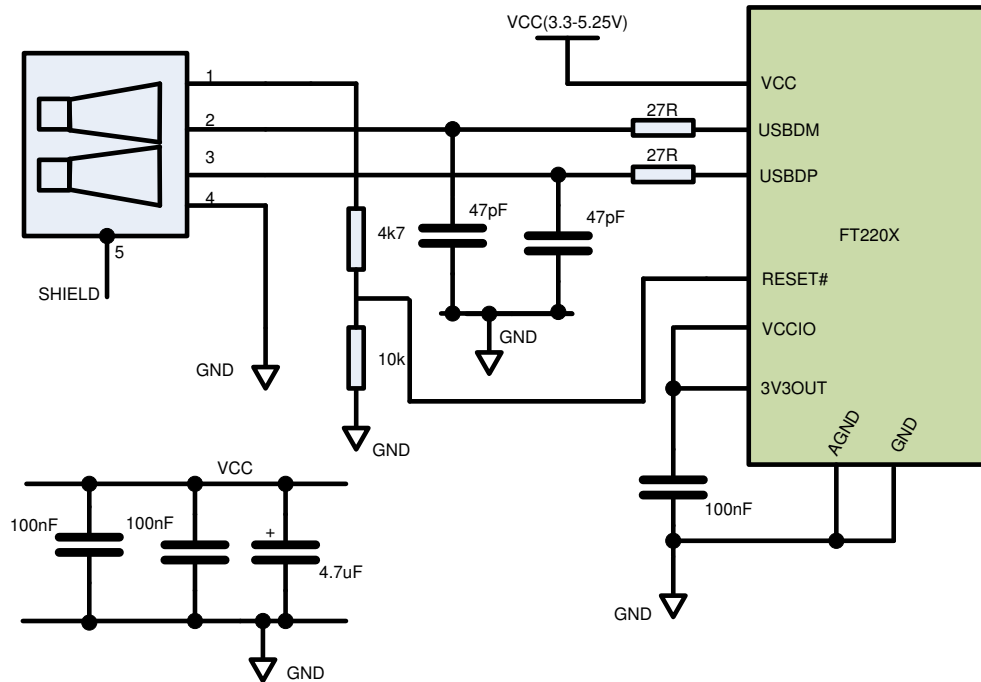 VCC(3.3-5.25V)
1
2
3
4
5
SHIELD
GND
27R
27R
47pF
47pF
GND
4k7
10k
GND
VCC
USBDM
USBDP
FT220X
RESET#
VCCIO
3V3OUT
AGND
GND
100nF
GND
VCC
100nF
100nF
+
4.7uF
GND